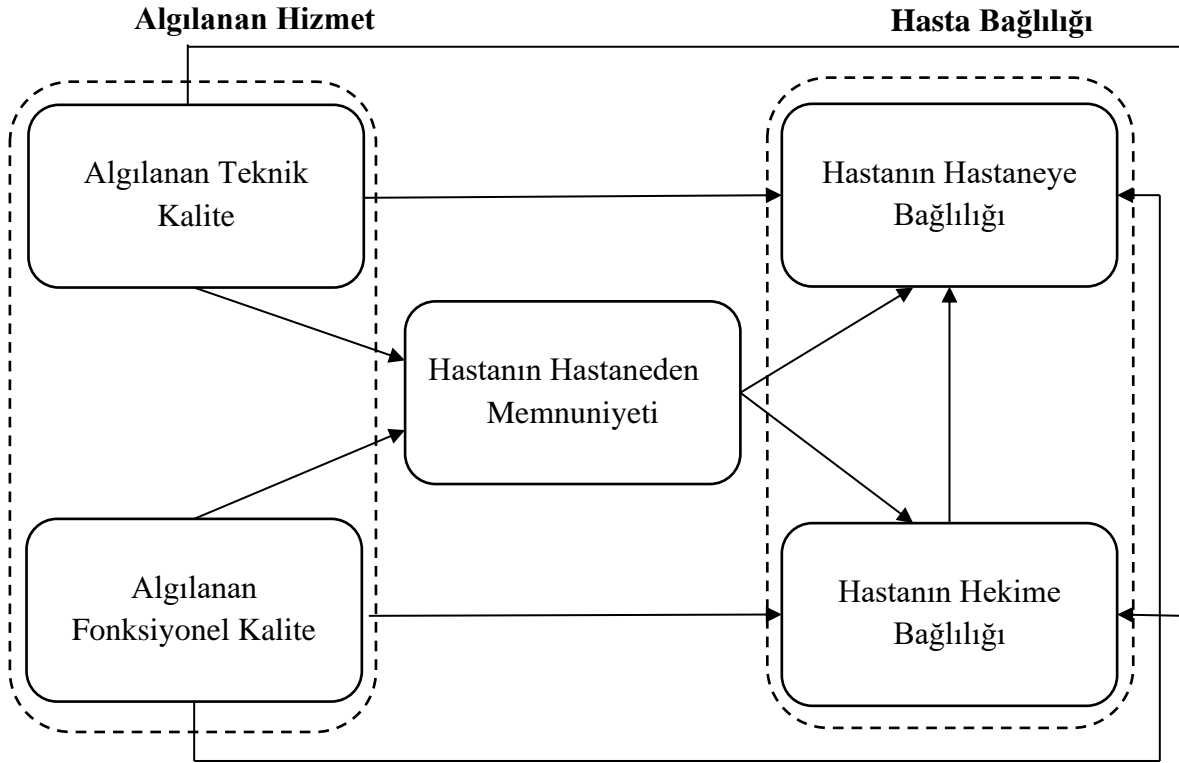 Algılanan Hizmet
Hasta Bağlılığı
Algılanan Teknik
Kalite
Hastanın Hastaneye
Bağlılığı
Hastanın Hastaneden
Memnuniyeti
Algılanan
Fonksiyonel Kalite
Hastanın Hekime
Bağlılığı